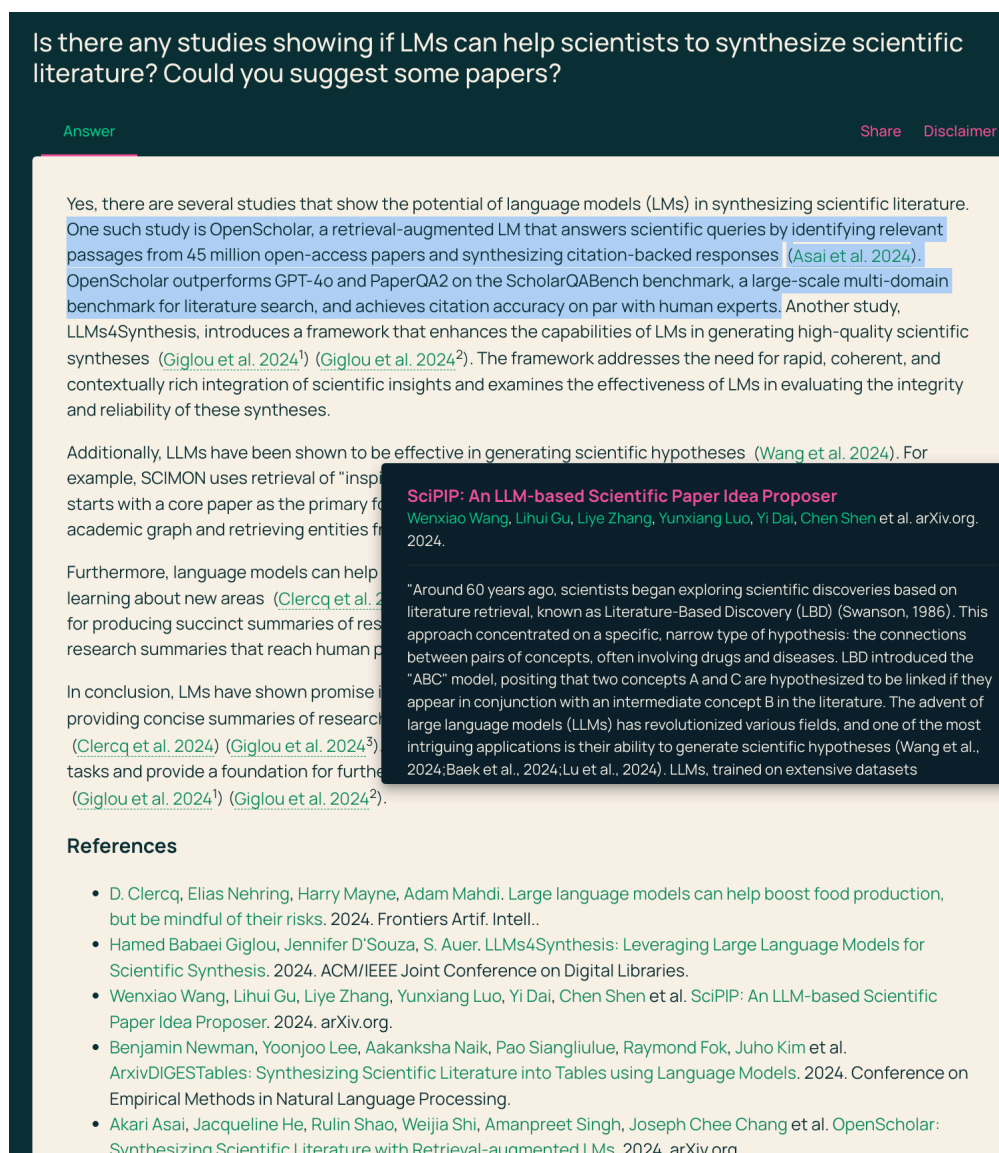 Is there any studies showing if LMs can help scientists to synthesize scientific
literature? Could you suggest some papers?
Answer
Share
Disclaimer
Yes, there are several studies that show the potential of language models (LMs) in synthesizing scientific literature.
One such study is OpenScholar, a retrieval-augmented LM that answers scientific queries by identifying relevant
passages from 45 million open-access papers and synthesizing citation-backed responses (Asai et al. 2024).
OpenScholar outperforms GPT-4o and PaperQA2 on the ScholarQABench benchmark, a large-scale multi-domain
benchmark for literature search, and achieves citation accuracy on par with human experts. Another study,
LLMs4Synthesis, introduces a framework that enhances the capabilities of LMs in generating high-quality scientific
syntheses (Giglou et al. 2024¹) (Giglou et al. 2024²). The framework addresses the need for rapid, coherent, and
contextually rich integration of scientific insights and examines the effectiveness of LMs in evaluating the integrity
and reliability of these syntheses.
Additionally, LLMs have been shown to be effective in generating scientific hypotheses (Wang et al. 2024). For
example, SCIMON uses retrieval of "inspi
starts with a core paper as the primary fo
academic graph and retrieving entities fr
Furthermore, language models can help
learning about new areas (Clercq et al. 2
for producing succinct summaries of res
research summaries that reach human p
In conclusion, LMs have shown promise i
providing concise summaries of research
(Clercq et al. 2024) (Giglou et al. 2024³).
tasks and provide a foundation for furthe
(Giglou et al. 2024¹) (Giglou et al. 2024²).
SciPIP: An LLM-based Scientific Paper Idea Proposer
Wenxiao Wang, Lihui Gu, Liye Zhang, Yunxiang Luo, Yi Dai, Chen Shen et al. arXiv.org.
2024.
"Around 60 years ago, scientists began exploring scientific discoveries based on
literature retrieval, known as Literature-Based Discovery (LBD) (Swanson, 1986). This
approach concentrated on a specific, narrow type of hypothesis: the connections
between pairs of concepts, often involving drugs and diseases. LBD introduced the
"ABC" model, positing that two concepts A and C are hypothesized to be linked if they
appear in conjunction with an intermediate concept B in the literature. The advent of
large language models (LLMs) has revolutionized various fields, and one of the most
intriguing applications is their ability to generate scientific hypotheses (Wang et al.,
2024;Baek et al., 2024;Lu et al., 2024). LLMs, trained on extensive datasets
References
• D. Clercq, Elias Nehring, Harry Mayne, Adam Mahdi. Large language models can help boost food production,
but be mindful of their risks. 2024. Frontiers Artif. Intell..
• Hamed Babaei Giglou, Jennifer D'Souza, S. Auer. LLMs4Synthesis: Leveraging Large Language Models for
Scientific Synthesis. 2024. ACM/IEEE Joint Conference on Digital Libraries.
• Wenxiao Wang, Lihui Gu, Liye Zhang, Yunxiang Luo, Yi Dai, Chen Shen et al. SciPIP: An LLM-based Scientific
Paper Idea Proposer. 2024. arXiv.org.
• Benjamin Newman, Yoonjoo Lee, Aakanksha Naik, Pao Siangliulue, Raymond Fok, Juho Kim et al.
ArxivDIGESTables: Synthesizing Scientific Literature into Tables using Language Models. 2024. Conference on
Empirical Methods in Natural Language Processing.
• Akari Asai, Jacqueline He, Rulin Shao, Weijia Shi, Amanpreet Singh, Joseph Chee Chang et al. OpenScholar:
Synthesizing Scientific Literature with Retrieval-augmented LMs. 2024. arXiv.org.